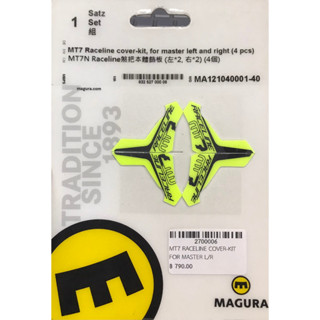 1 Satz
Set
組
MT7 Raceline cover-kit, for master left and right (4 pcs)
MT7N Raceline煞把本體飾板 (左*2, 右*2) (4個)
MA121040001-40
magura.com
TRADITION
SINCE
1893
RACELINE
RACELINE
2700006
MT7 RACELINE COVER-KIT
FOR MASTER L/R
$ 790.00
MAGURA